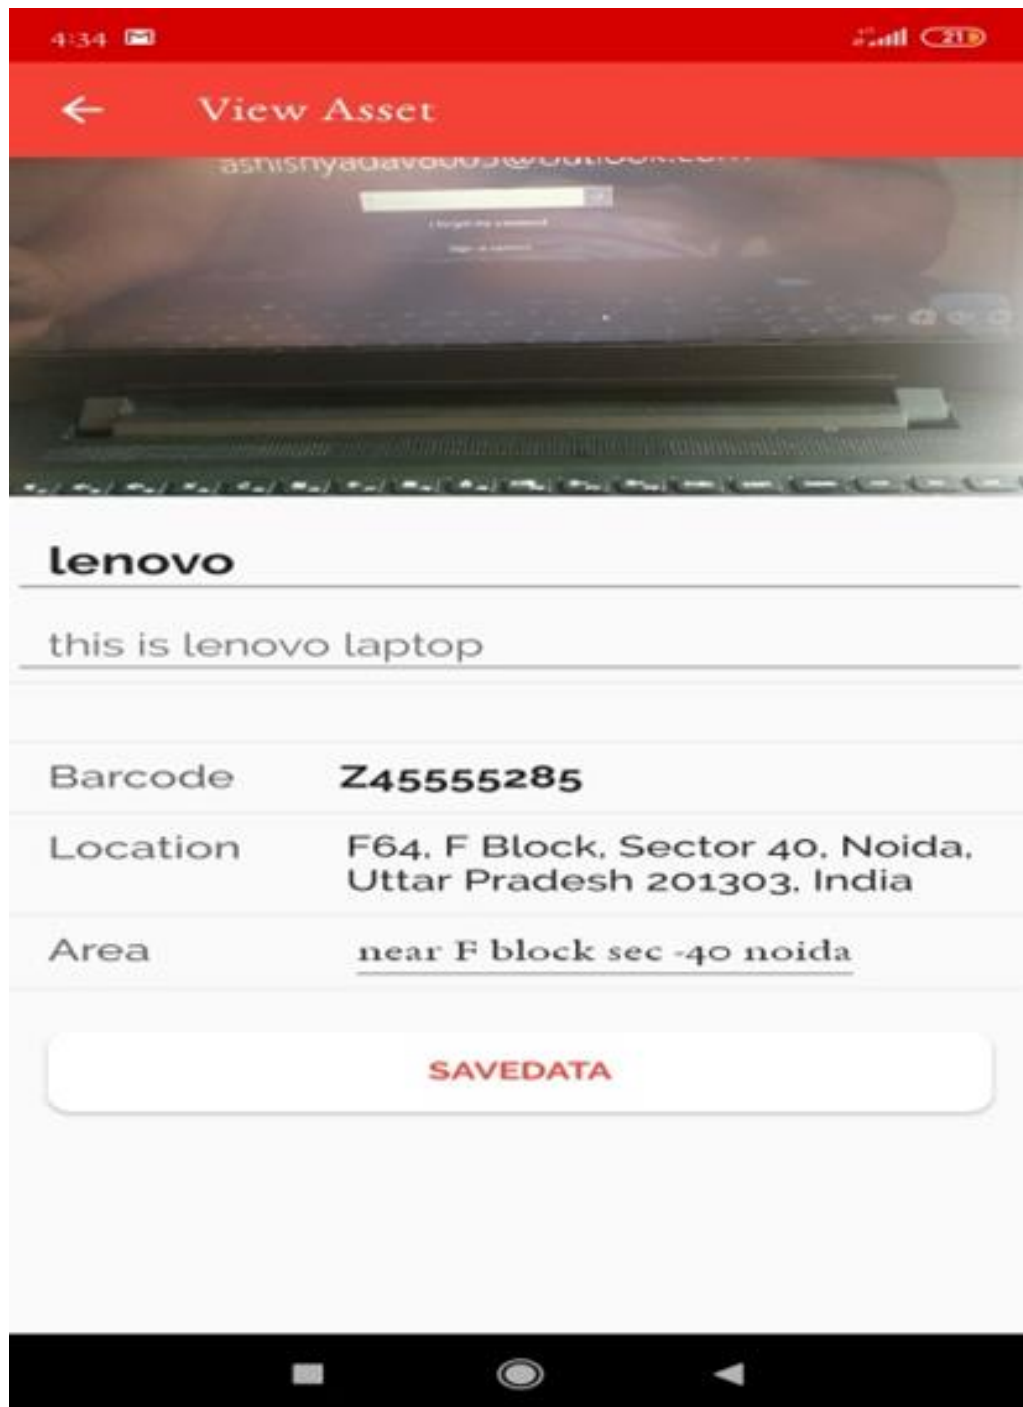 4:34
21
View Asset
lenovo
this is lenovo laptop
Barcode Z45555285
Location F64, F Block, Sector 40, Noida,
Uttar Pradesh 201303, India
Area near F block sec -40 noida
SAVEDATA